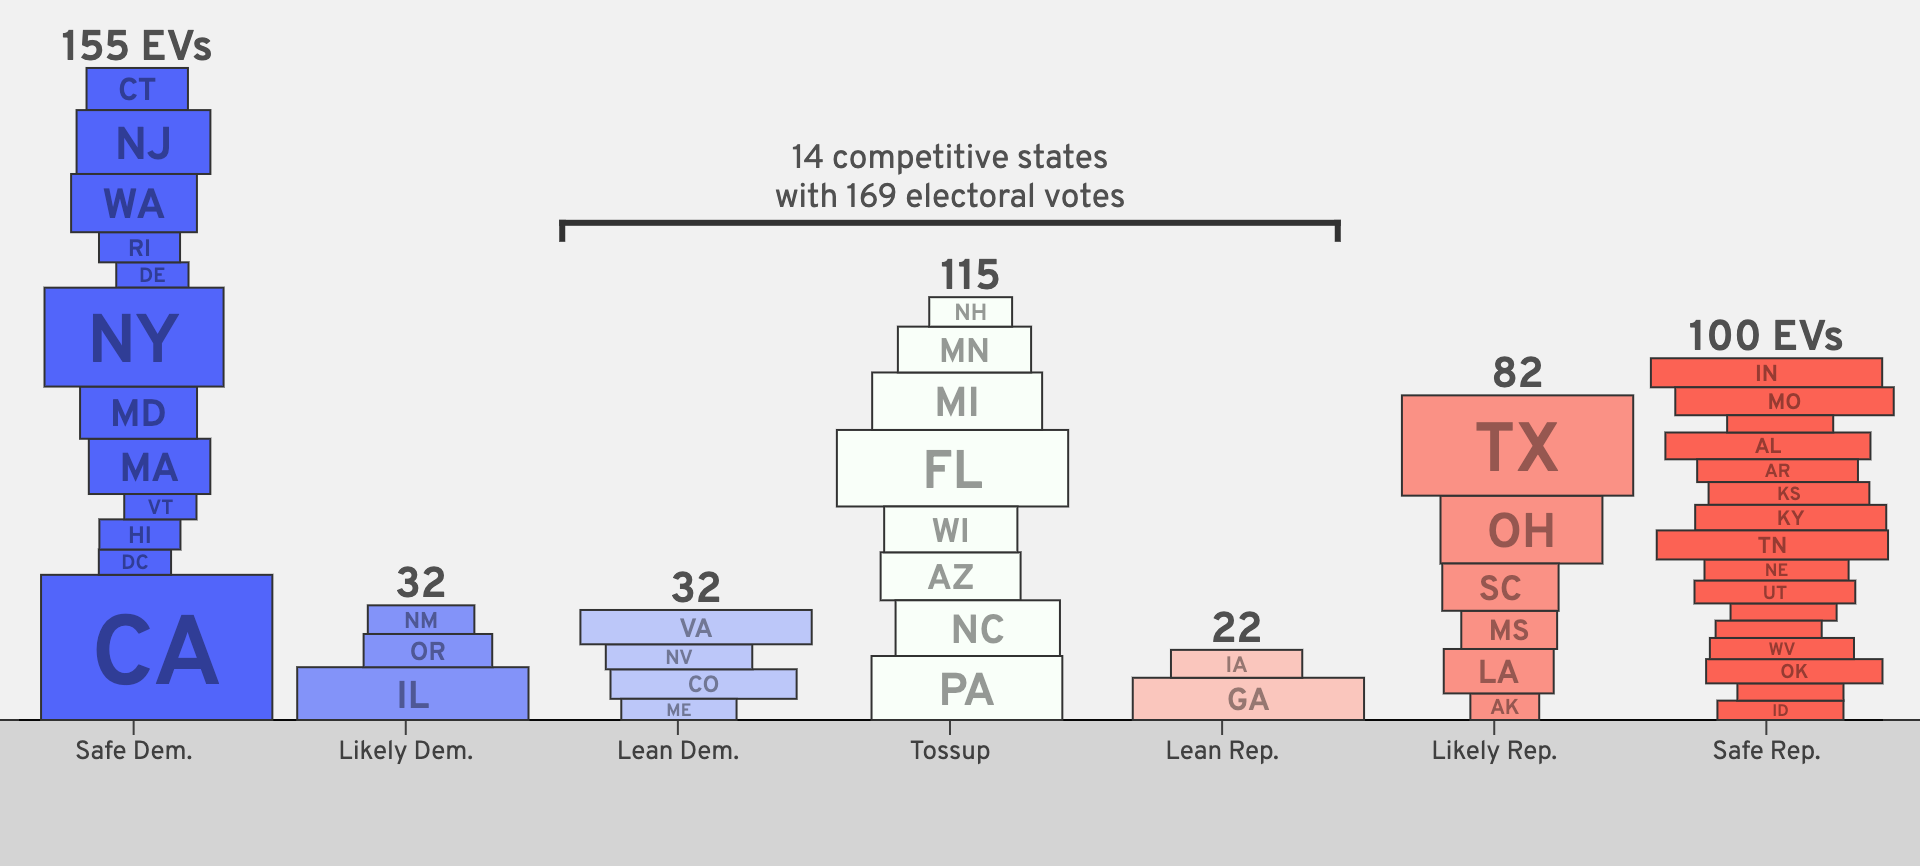 155 EVs
CT
NJ
WA
RI
DE
NY
MD
MA
VT
HI
DC
CA
Safe Dem.
32
NM
OR
IL
Likely Dem.
14 competitive states
with 169 electoral votes
32
VA
NV
CO
ME
Lean Dem.
115
NH
MN
MI
FL
WI
AZ
NC
PA
Tossup
22
IA
GA
Lean Rep.
82
TX
OH
SC
MS
LA
AK
Likely Rep.
100 EVs
IN
MO
AL
AR
KS
KY
TN
NE
UT
WV
OK
ID
Safe Rep.